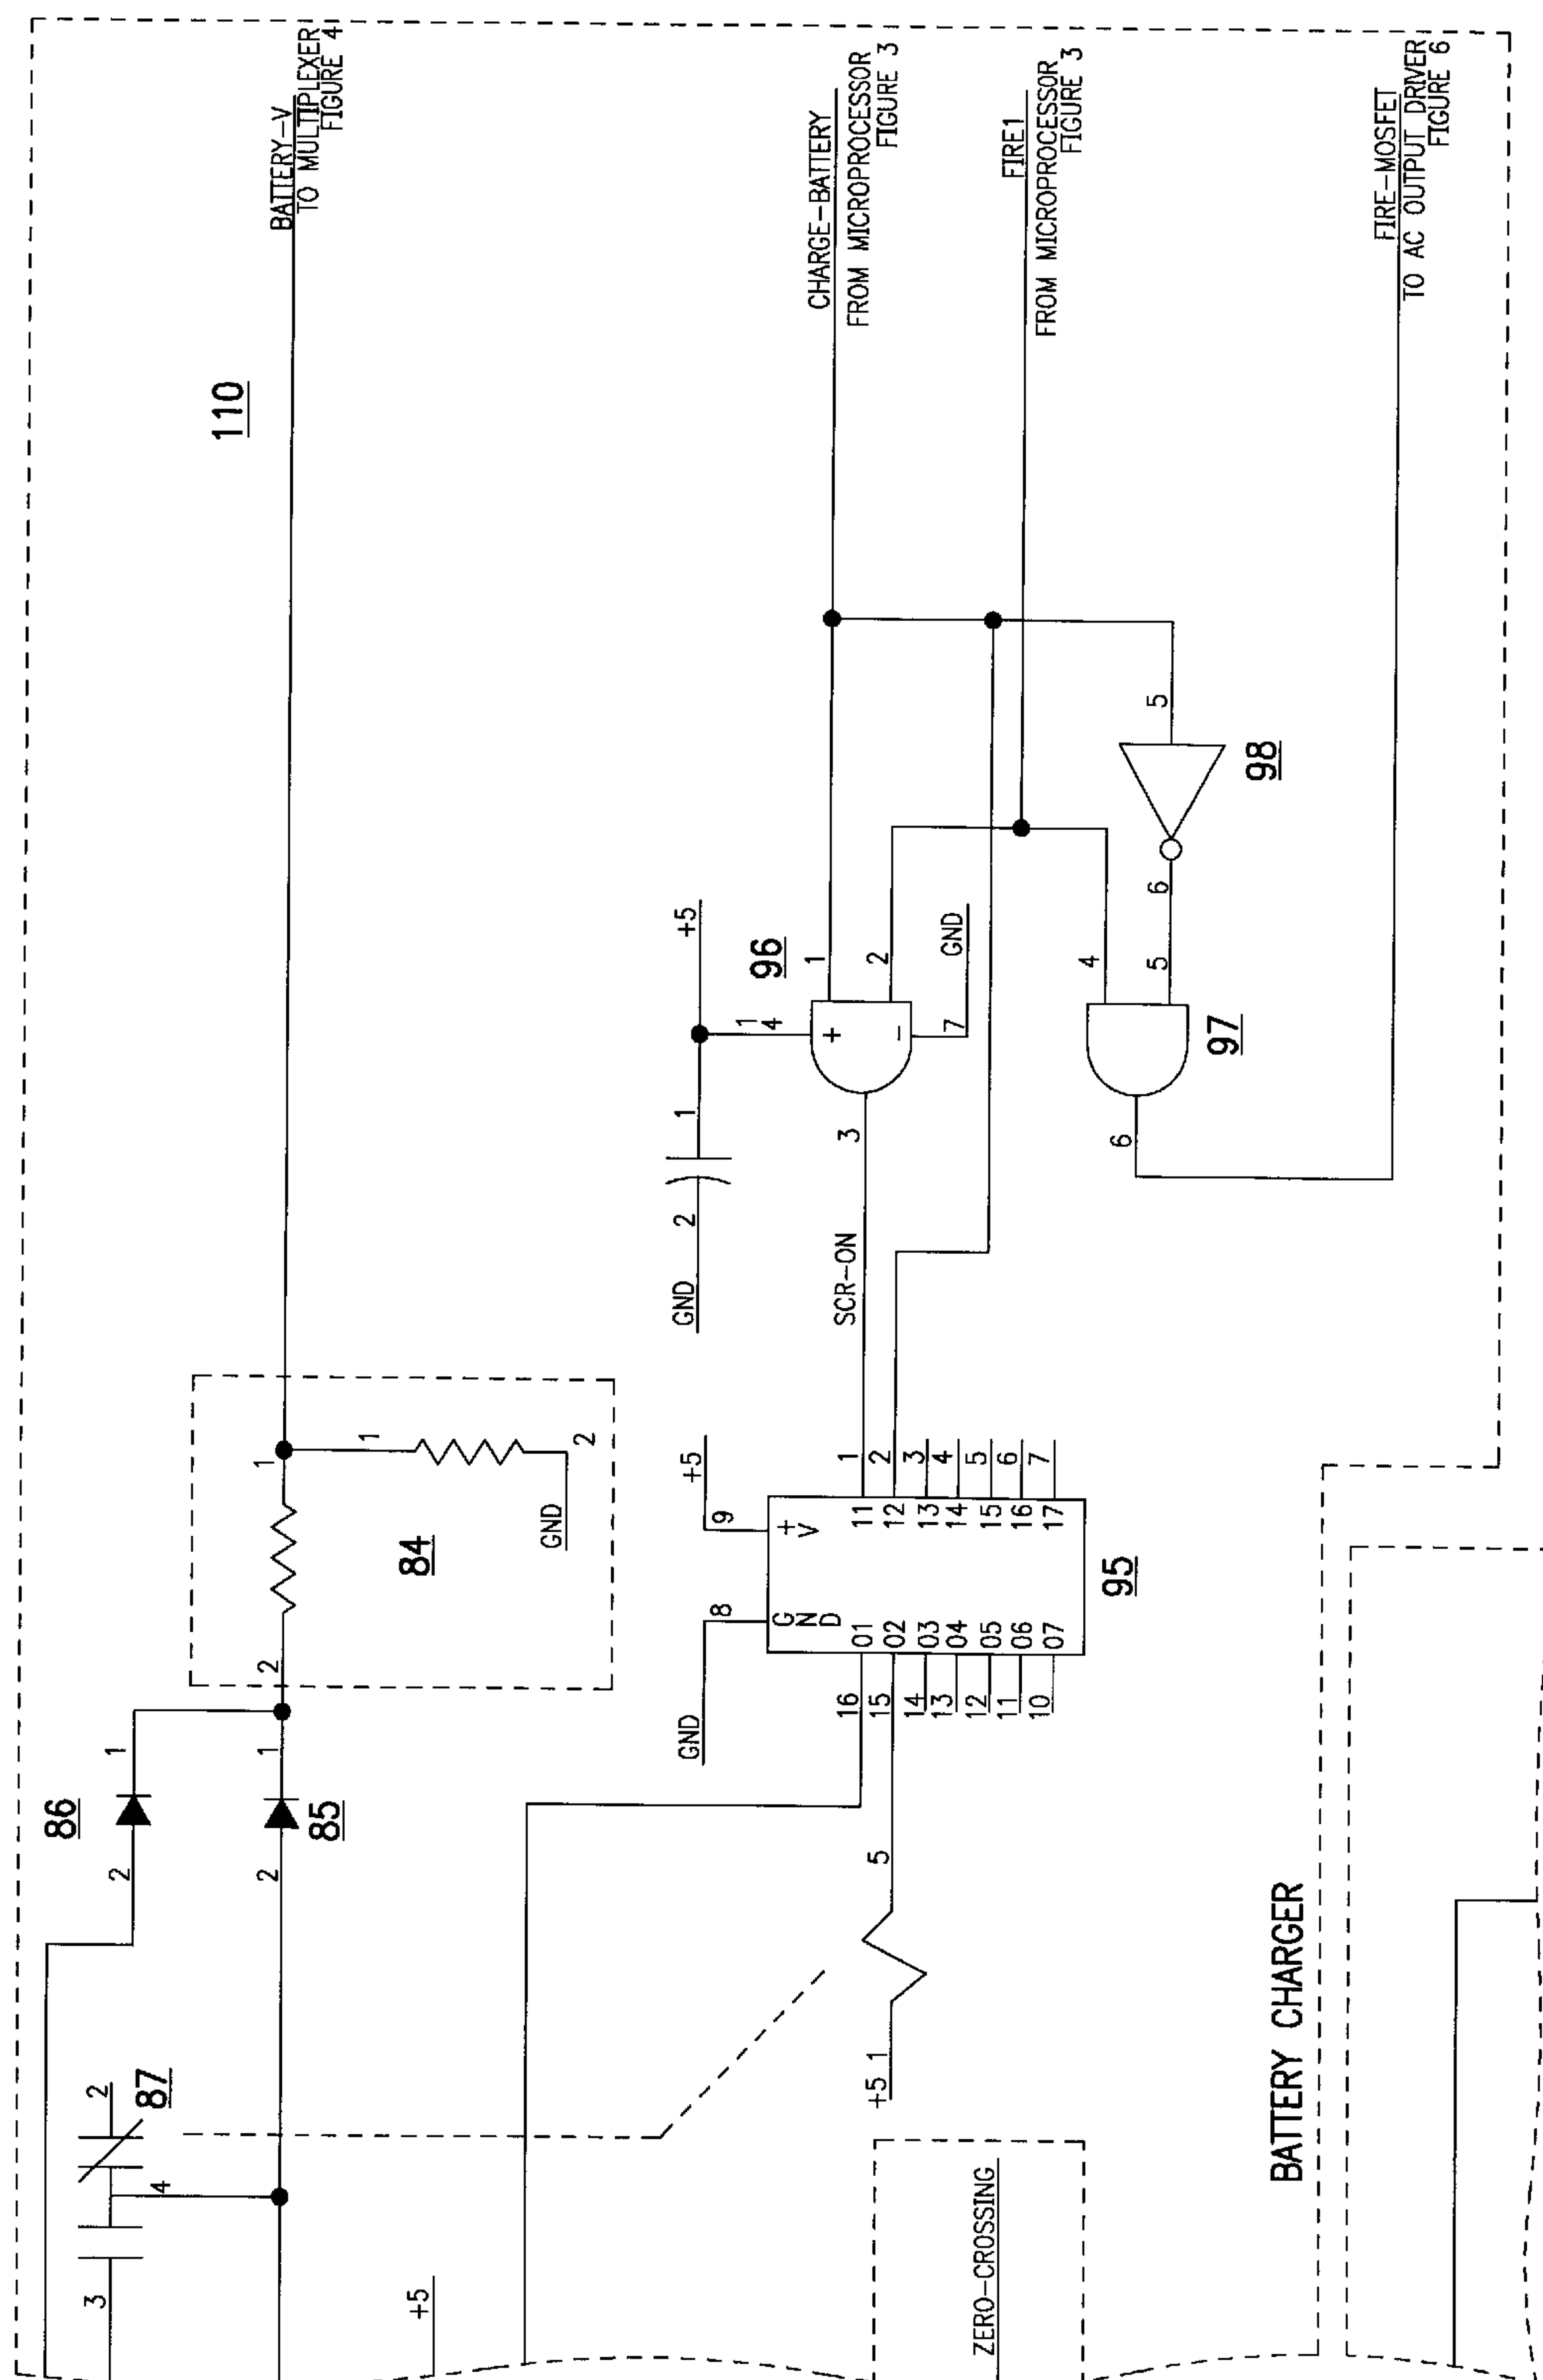 110
BATTERY-V
TO MULTIPLEXER
FIGURE 4
CHARGE-BATTERY
FROM MICROPROCESSOR
FIGURE 3
FIRE1
FROM MICROPROCESSOR
FIGURE 3
FIRE-MOSFET
TO AC OUTPUT DRIVER
FIGURE 6
86
2
1
2
1
85
87
3
4
2
2
1
1
2
GND
84
+5
GND
2
1
+5
1
4
96
1
2
+
-
7
GND
3
SCR-ON
5
98
6
4
5
97
6
GND
8
+5
9
GND
+V
O1
O2
O3
O4
O5
O6
O7
16
15
14
13
12
11
10
11
12
13
14
15
16
17
1
2
3
4
5
6
7
95
+5
1
5
ZERO-CROSSING
BATTERY CHARGER